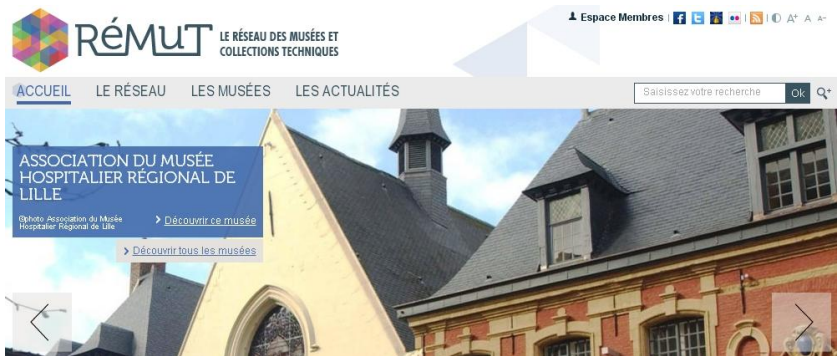 RéMuT
LE RÉSEAU DES MUSÉES ET
COLLECTIONS TECHNIQUES
Espace Membres
A+ A A-
ACCUEIL LE RÉSEAU LES MUSÉES LES ACTUALITÉS
Saisissez votre recherche Ok
ASSOCIATION DU MUSÉE
HOSPITALIER RÉGIONAL DE
LILLE
©photo Association du Musée
Hospitalier Régional de Lille
> Découvrir ce musée
> Découvrir tous les musées